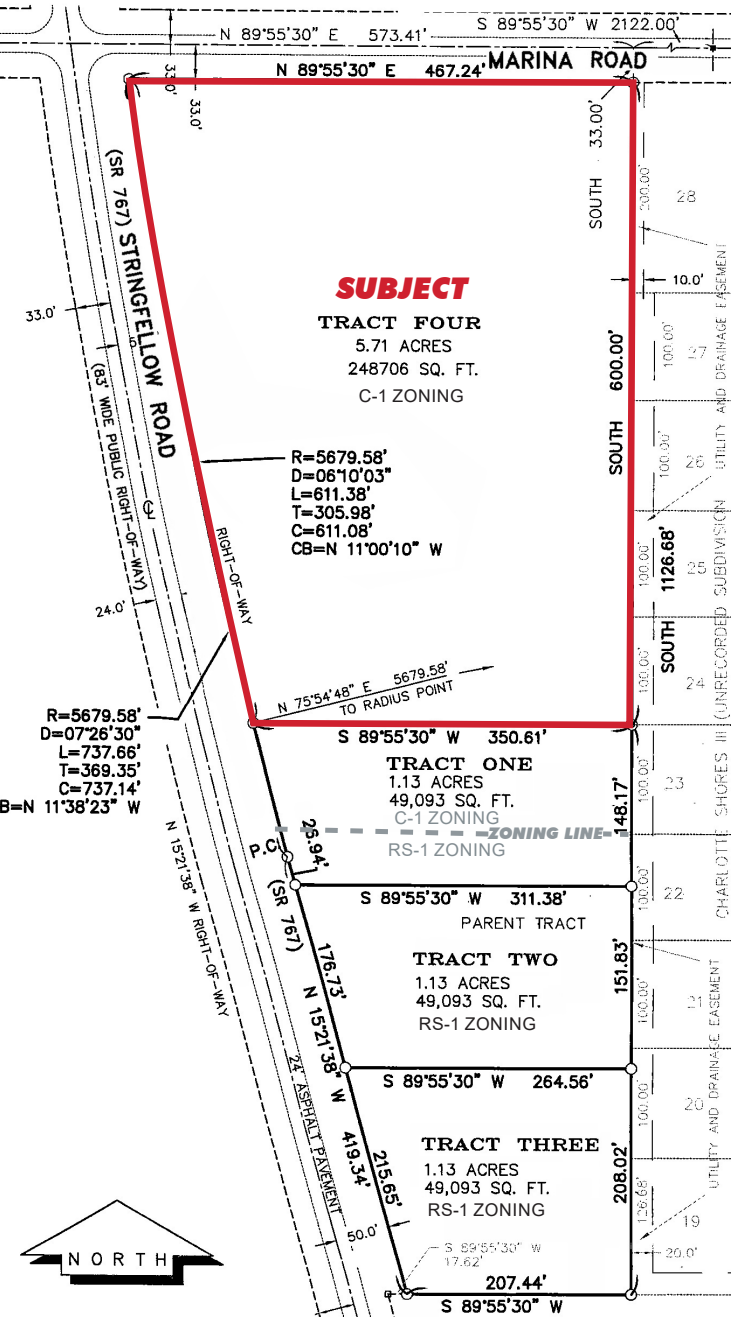 S 89°55'30" W 2122.00'
N 89°55'30" E 573.41'
MARINA ROAD
N 89°55'30" E 467.24'
33.0'
33.0'
SOUTH 33.00'
(SR 767) STRINGFELLOW ROAD
200.00'
28
SUBJECT
TRACT FOUR
5.71 ACRES
248706 SQ. FT.
C-1 ZONING
10.0'
33.0'
(83' WIDE PUBLIC RIGHT-OF-WAY)
SOUTH 600.00'
100.00'
27
UTILITY AND DRAINAGE EASEMENT
R=5679.58'
D=06°10'03"
L=611.38'
T=305.98'
C=611.08'
CB=N 11°00'10" W
100.00'
26
RIGHT-OF-WAY
24.0'
100.00'
25
SOUTH 1126.68'
CHARLOTTE SHORES III (UNRECORDED SUBDIVISION
100.00'
24
N 75°54'48" E 5679.58'
TO RADIUS POINT
R=5679.58'
D=07°26'30"
L=737.66'
T=369.35'
C=737.14'
B=N 11°38'23" W
S 89°55'30" W 350.61'
TRACT ONE
1.13 ACRES
49,093 SQ. FT.
C-1 ZONING
ZONING LINE
RS-1 ZONING
148.17'
100.00'
23
26.94'
P.C.
(SR 767)
N 15°21'38" W RIGHT-OF-WAY
S 89°55'30" W 311.38'
100.00'
22
PARENT TRACT
TRACT TWO
1.13 ACRES
49,093 SQ. FT.
RS-1 ZONING
176.73'
151.83'
100.00'
21
N 15°21'38" W 419.34'
S 89°55'30" W 264.56'
100.00'
20
UTILITY AND DRAINAGE EASEMENT
24' ASPHALT PAVEMENT
TRACT THREE
1.13 ACRES
49,093 SQ. FT.
RS-1 ZONING
215.65'
208.02'
126.68'
19
50.0'
S 89°55'30" W
17.62'
20.0'
NORTH
207.44'
S 89°55'30" W